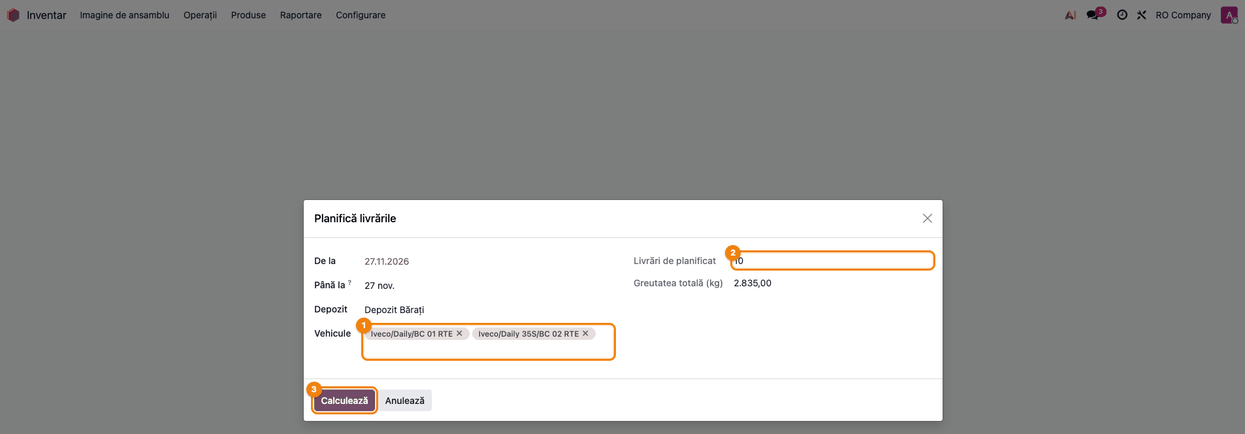 Inventar Imagine de ansamblu Operații Produse Raportare Configurare AI 3 RO Company A
Planifică livrările
De la 27.11.2026
Livrări de planificat 2 10
Până la ? 27 nov.
Greutatea totală (kg) 2.835,00
Depozit Depozit Bărați
Vehicule 1 Iveco/Daily/BC 01 RTE × Iveco/Daily 35S/BC 02 RTE ×
3 Calculează Anulează